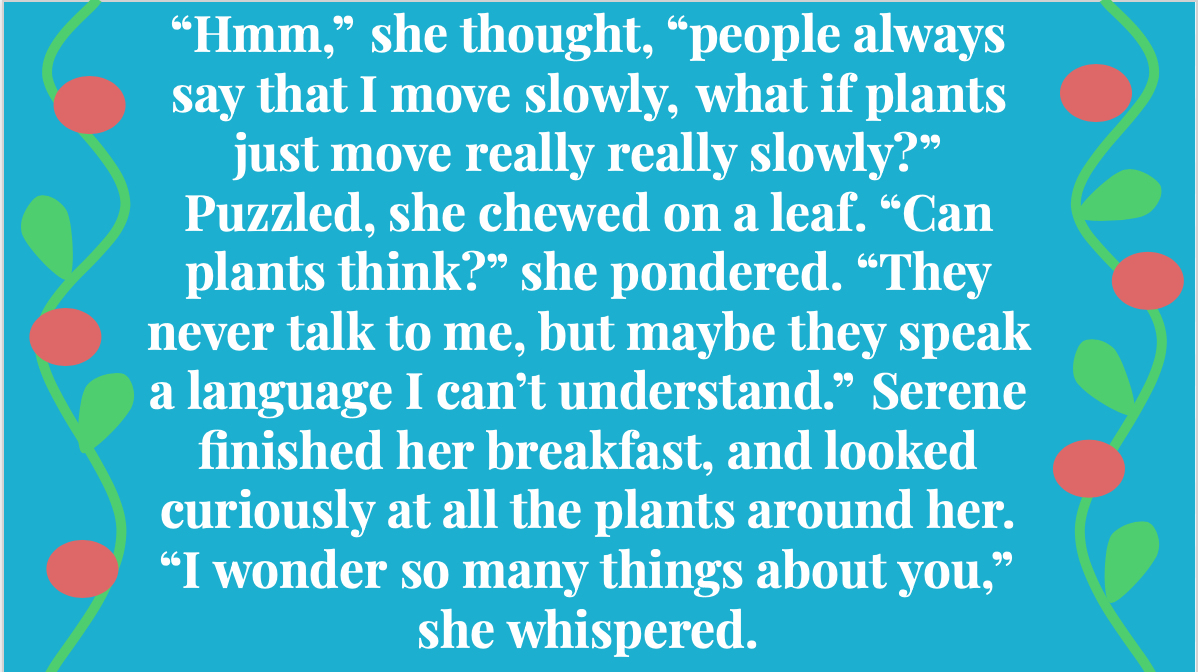 “Hmm,” she thought, “people always
say that I move slowly, what if plants
just move really really slowly?”
Puzzled, she chewed on a leaf. “Can
plants think?” she pondered. “They
never talk to me, but maybe they speak
a language I can’t understand.” Serene
finished her breakfast, and looked
curiously at all the plants around her.
“I wonder so many things about you,”
she whispered.